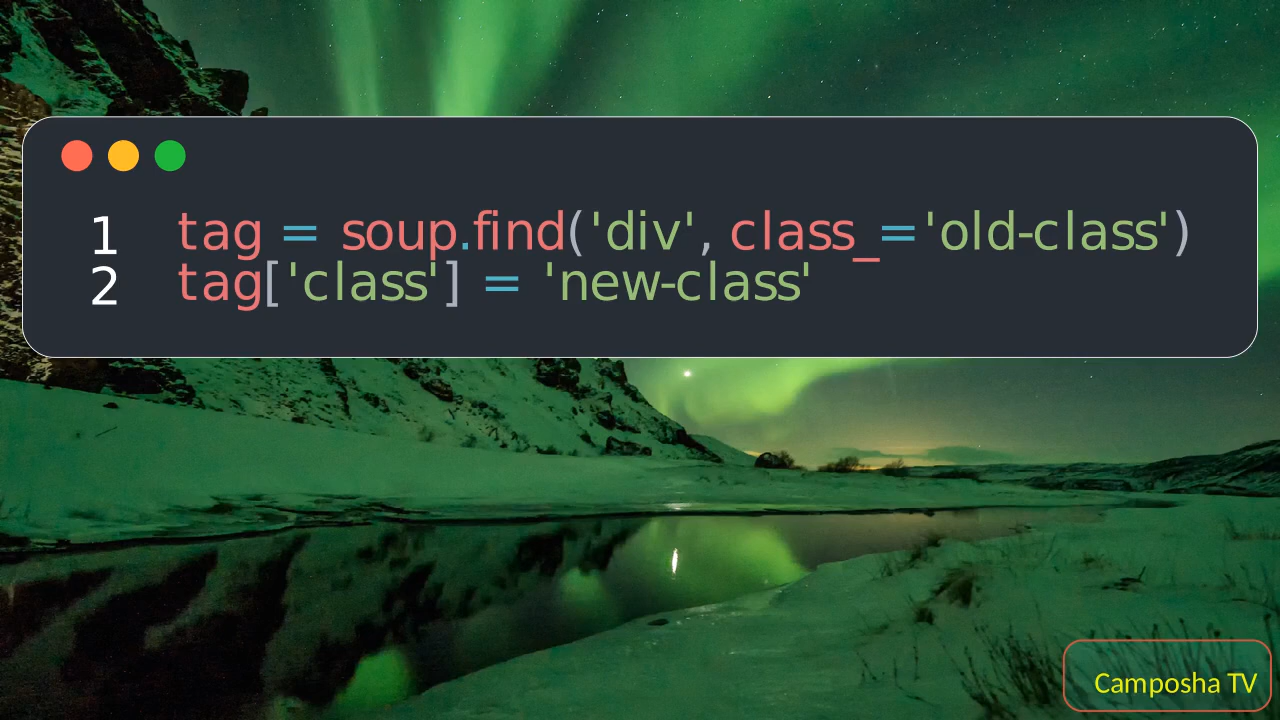 1 tag = soup.find('div', class_='old-class')
2 tag['class'] = 'new-class'
Camposha TV